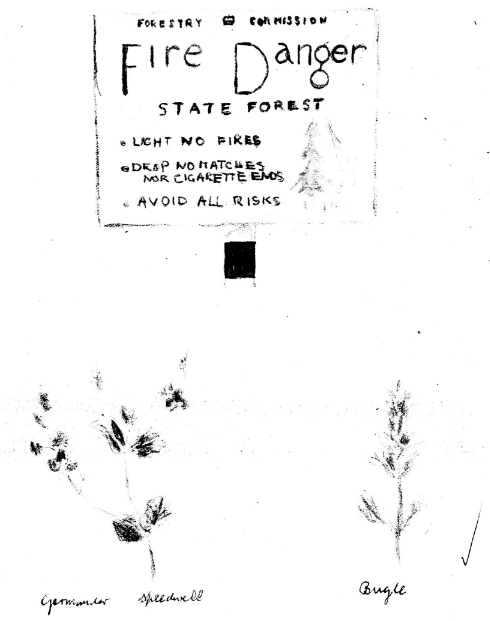 FORESTRY COMMISSION
Fire Danger
STATE FOREST
LIGHT NO FIRES
DROP NO MATCHES
NOR CIGARETTE ENDS
AVOID ALL RISKS
Germander Speedwell
Bugle